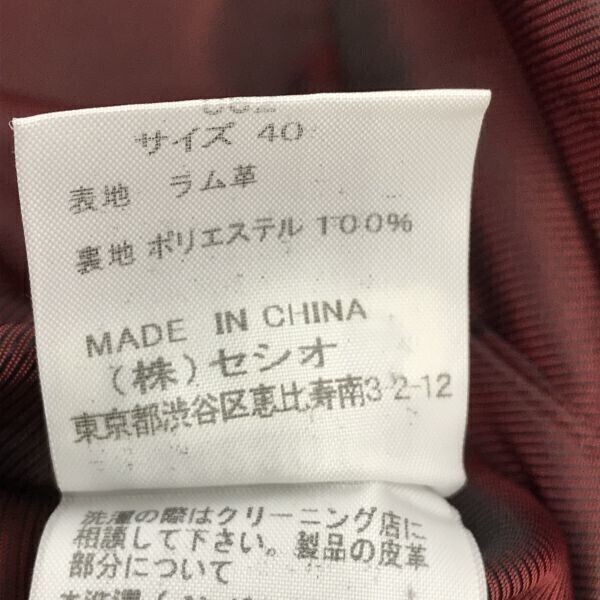 サイズ 40
表地 ラム革
裏地 ポリエステル 100%
MADE IN CHINA
(株)セシオ
東京都渋谷区恵比寿南3-2-12
洗濯の際はクリーニング店に
相談して下さい。製品の皮革
部分について